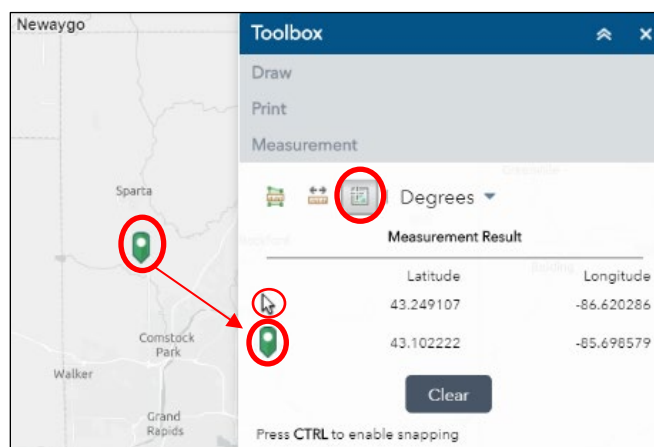 Newaygo
Toolbox
Draw
Print
Measurement
Sparta
Degrees
Measurement Result
Latitude Longitude
43.249107 -86.620286
43.102222 -85.698579
Comstock
Park
Walker
Clear
Grand
Rapids
Press CTRL to enable snapping